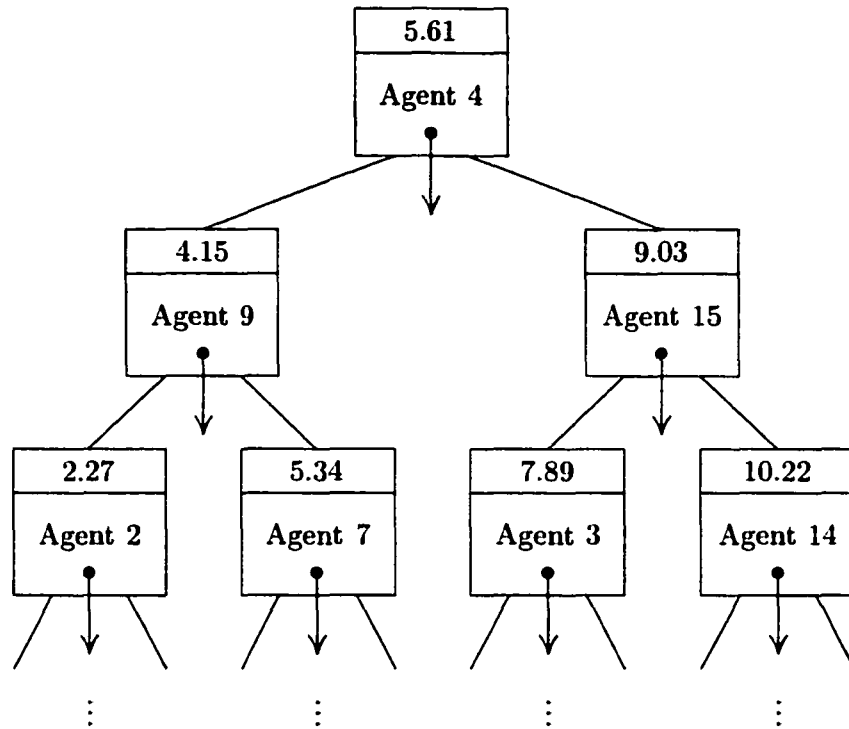 5.61
Agent 4
4.15
Agent 9
9.03
Agent 15
2.27
Agent 2
5.34
Agent 7
7.89
Agent 3
10.22
Agent 14